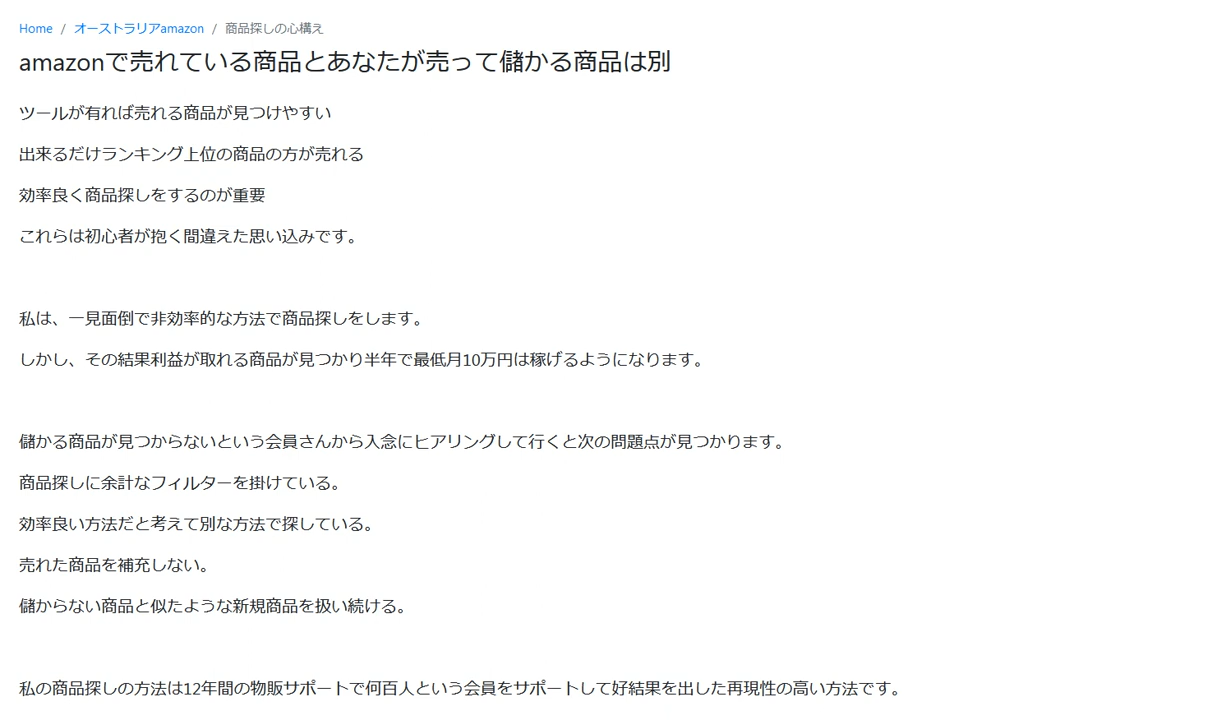 Home / オーストラリアamazon / 商品探しの心構え
amazonで売れている商品とあなたが売って儲かる商品は別
ツールが有れば売れる商品が見つけやすい
出来るだけランキング上位の商品の方が売れる
効率良く商品探しをするのが重要
これらは初心者が抱く間違えた思い込みです。
私は、一見面倒で非効率的な方法で商品探しをします。
しかし、その結果利益が取れる商品が見つかり半年で最低月10万円は稼げるようになります。
儲かる商品が見つからないという会員さんから入念にヒアリングして行くと次の問題点が見つかります。
商品探しに余計なフィルターを掛けている。
効率良い方法だと考えて別な方法で探している。
売れた商品を補充しない。
儲からない商品と似たような新規商品を扱い続ける。
私の商品探しの方法は12年間の物販サポートで何百人という会員をサポートして好結果を出した再現性の高い方法です。